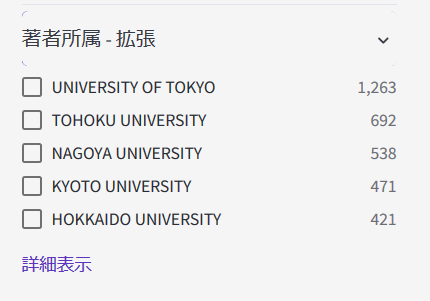 著者所属 - 拡張
UNIVERSITY OF TOKYO 1,263
TOHOKU UNIVERSITY 692
NAGOYA UNIVERSITY 538
KYOTO UNIVERSITY 471
HOKKAIDO UNIVERSITY 421
詳細表示